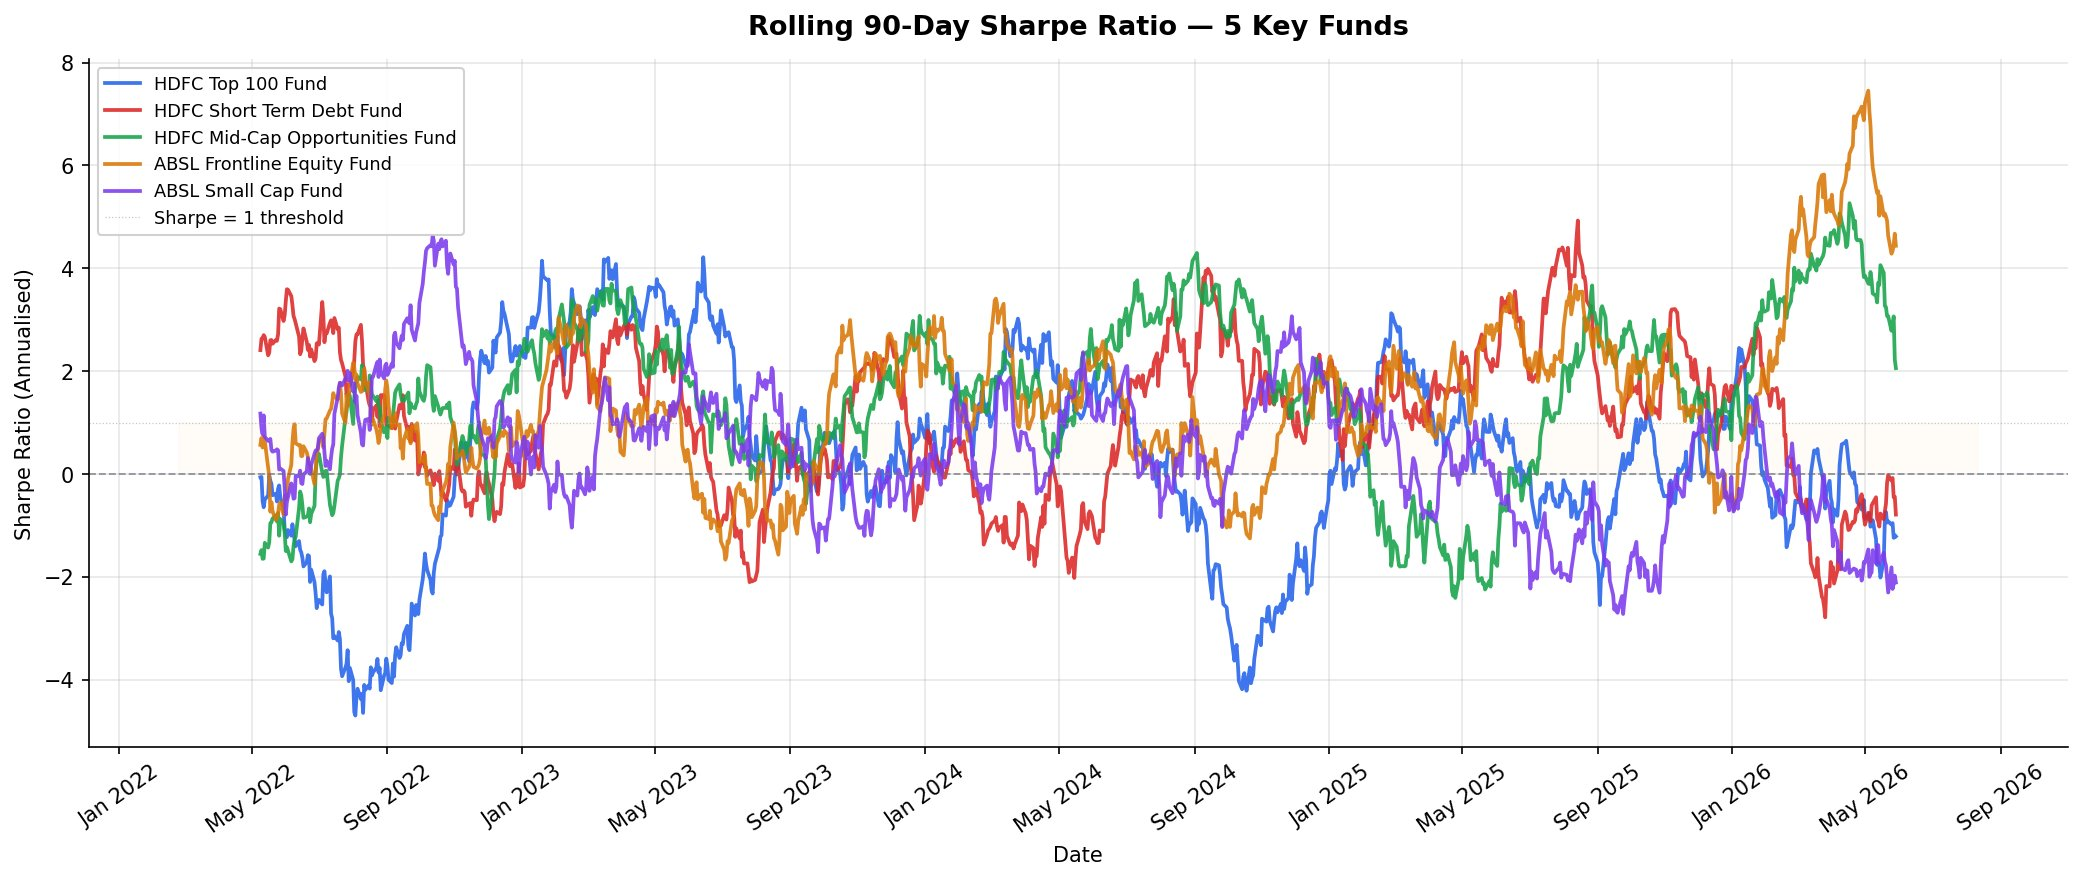 Rolling 90-Day Sharpe Ratio — 5 Key Funds
HDFC Top 100 Fund
HDFC Short Term Debt Fund
HDFC Mid-Cap Opportunities Fund
ABSL Frontline Equity Fund
ABSL Small Cap Fund
Sharpe = 1 threshold
Sharpe Ratio (Annualised)
8
6
4
2
0
−2
−4
Jan 2022
May 2022
Sep 2022
Jan 2023
May 2023
Sep 2023
Jan 2024
May 2024
Sep 2024
Jan 2025
May 2025
Sep 2025
Jan 2026
May 2026
Sep 2026
Date